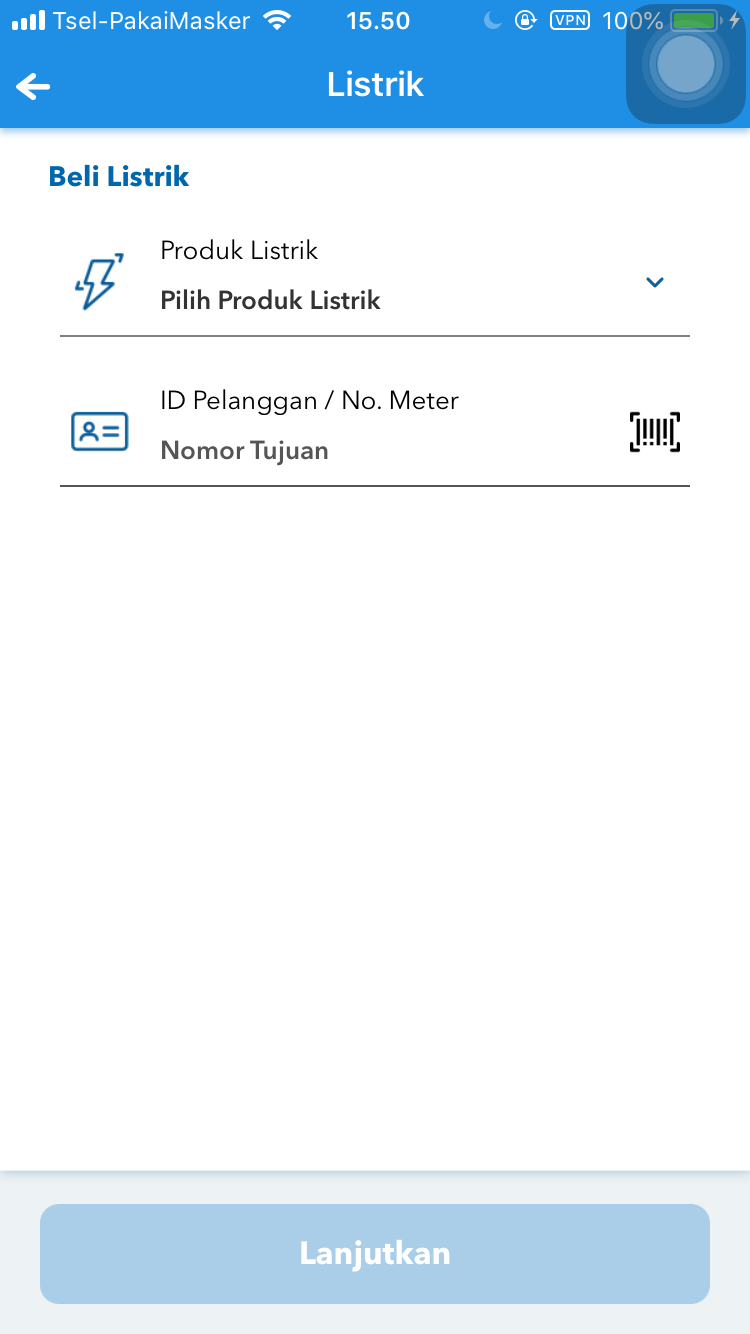 Tsel-PakaiMasker 15.50 VPN 100%
Listrik
Beli Listrik
Produk Listrik
Pilih Produk Listrik
ID Pelanggan / No. Meter
Nomor Tujuan
Lanjutkan